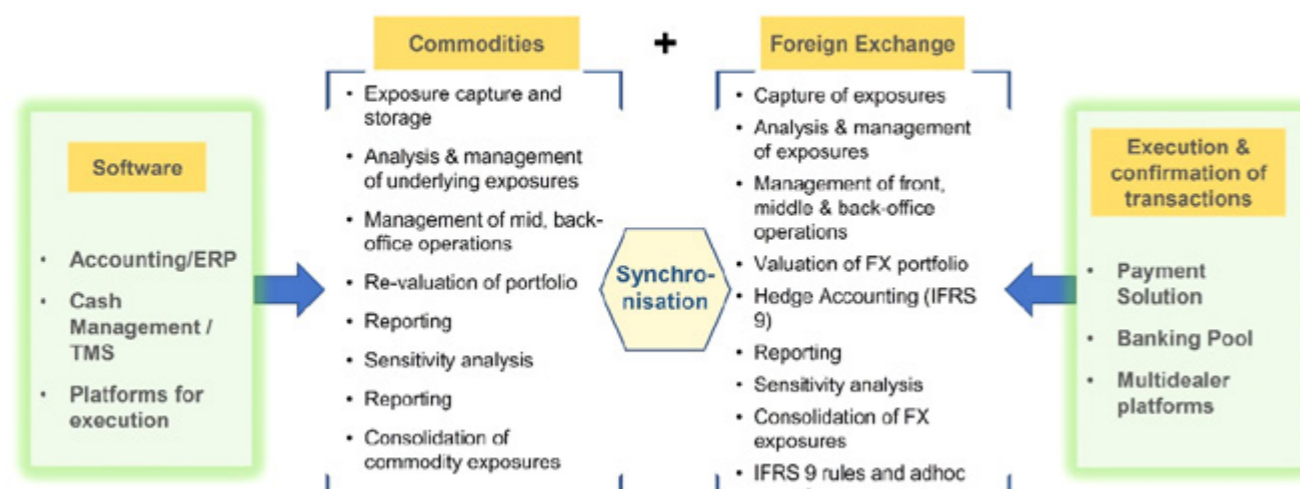 Commodities
+
Foreign Exchange
Software
• Accounting/ERP
• Cash
Management /
TMS
• Platforms for
execution
• Exposure capture and
storage
• Analysis & management
of underlying exposures
• Management of mid, back-
office operations
• Re-valuation of portfolio
• Reporting
• Sensitivity analysis
• Reporting
• Consolidation of
commodity exposures
Synchro-
nisation
• Capture of exposures
• Analysis & management
of exposures
• Management of front,
middle & back-office
operations
• Valuation of FX portfolio
• Hedge Accounting (IFRS
9)
• Reporting
• Sensitivity analysis
• Consolidation of FX
exposures
• IFRS 9 rules and adhoc
Execution &
confirmation of
transactions
• Payment
Solution
• Banking Pool
• Multidealer
platforms